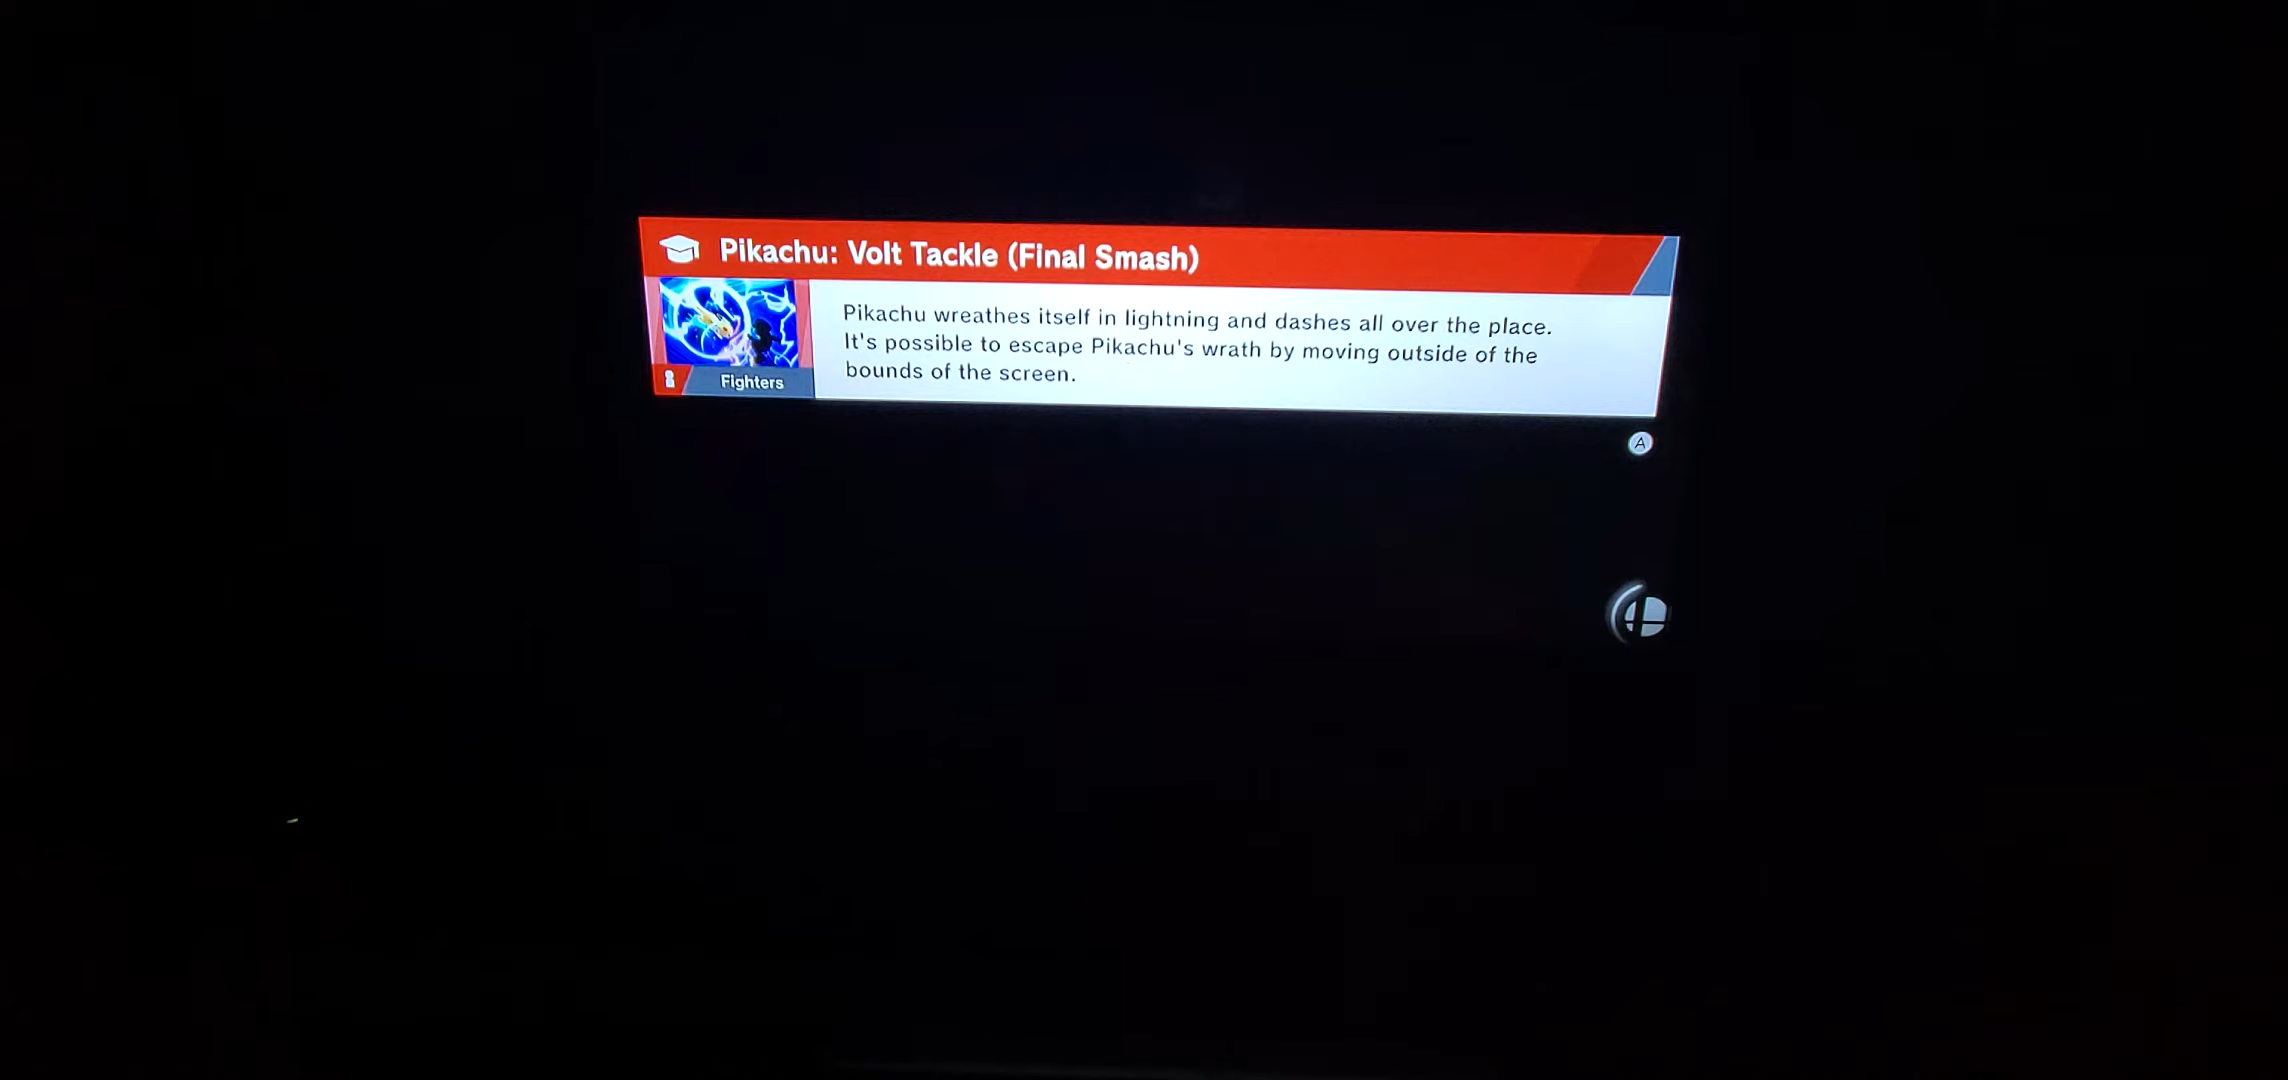 Pikachu: Volt Tackle (Final Smash)
Pikachu wreathes itself in lightning and dashes all over the place.
It's possible to escape Pikachu's wrath by moving outside of the
bounds of the screen.
Fighters
A